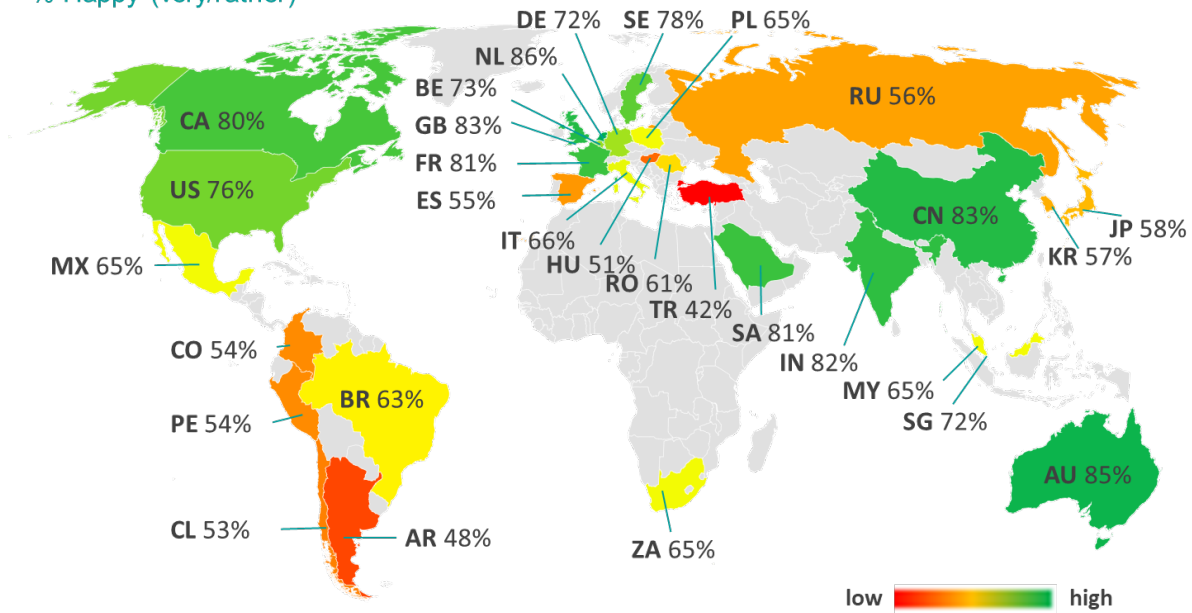 % Happy (very/rather)
DE 72%
SE 78%
PL 65%
NL 86%
BE 73%
GB 83%
FR 81%
ES 55%
IT 66%
HU 51%
RO 61%
TR 42%
SA 81%
IN 82%
MY 65%
SG 72%
CA 80%
US 76%
MX 65%
CO 54%
PE 54%
BR 63%
CL 53%
AR 48%
ZA 65%
RU 56%
CN 83%
JP 58%
KR 57%
AU 85%
low
high